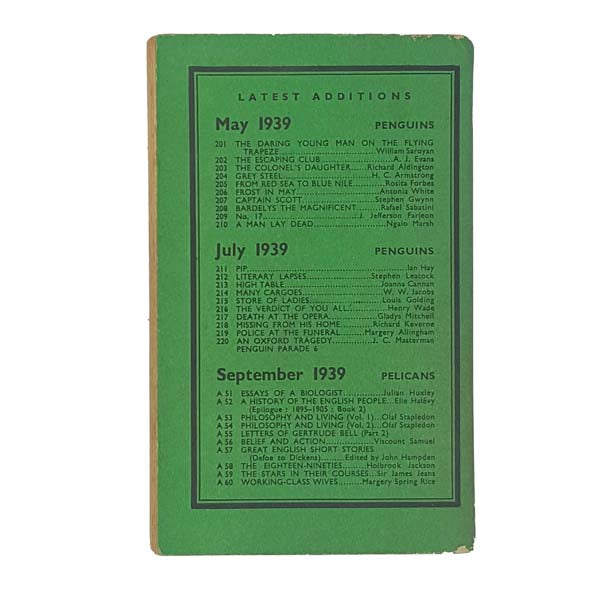 LATEST ADDITIONS
May 1939 PENGUINS
201 THE DARING YOUNG MAN ON THE FLYING
TRAPEZE..............................William Saroyan
202 THE ESCAPING CLUB....................A. J. Evans
203 THE COLONEL'S DAUGHTER......Richard Aldington
204 GREY STEEL.......................H. C. Armstrong
205 FROM RED SEA TO BLUE NILE.........Rosita Forbes
206 FROST IN MAY.......................Antonia White
207 CAPTAIN SCOTT....................Stephen Gwynn
208 BARDELYS THE MAGNIFICENT........Rafael Sabatini
209 No. 17..........................J. Jefferson Farjeon
210 A MAN LAY DEAD.....................Ngaio Marsh
July 1939 PENGUINS
211 PIP......................................Ian Hay
212 LITERARY LAPSES.................Stephen Leacock
213 HIGH TABLE.......................Joanna Cannan
214 MANY CARGOES.....................W. W. Jacobs
215 STORE OF LADIES...................Louis Golding
216 THE VERDICT OF YOU ALL.............Henry Wade
217 DEATH AT THE OPERA..............Gladys Mitchell
218 MISSING FROM HIS HOME.........Richard Keverne
219 POLICE AT THE FUNERAL........Margery Allingham
220 AN OXFORD TRAGEDY...........J. C. Masterman
PENGUIN PARADE 6
September 1939 PELICANS
A 51 ESSAYS OF A BIOLOGIST............Julian Huxley
A 52 A HISTORY OF THE ENGLISH PEOPLE...Elie Halévy
(Epilogue : 1895-1905 : Book 2)
A 53 PHILOSOPHY AND LIVING (Vol. 1)...Olaf Stapledon
A 54 PHILOSOPHY AND LIVING (Vol. 2)...Olaf Stapledon
A 55 LETTERS OF GERTRUDE BELL (Part 2)
A 56 BELIEF AND ACTION..............Viscount Samuel
A 57 GREAT ENGLISH SHORT STORIES
(Defoe to Dickens)........Edited by John Hampden
A 58 THE EIGHTEEN-NINETIES........Holbrook Jackson
A 59 THE STARS IN THEIR COURSES...Sir James Jeans
A 60 WORKING-CLASS WIVES.......Margery Spring Rice